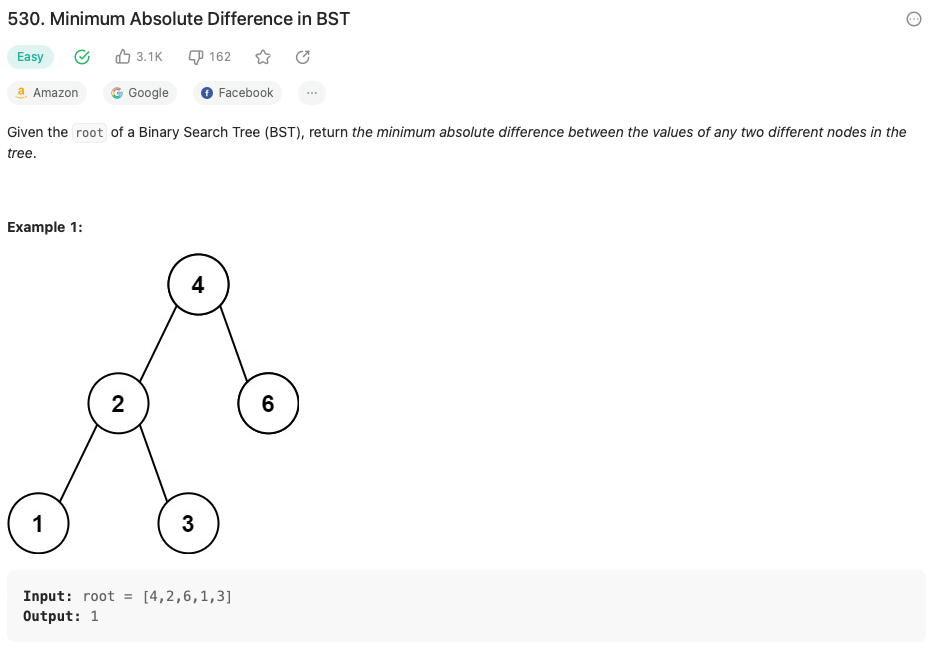 530. Minimum Absolute Difference in BST
Easy 3.1K 162
Amazon Google Facebook ...
Given the root of a Binary Search Tree (BST), return the minimum absolute difference between the values of any two different nodes in the
tree.
Example 1:
4
2 6
1 3
Input: root = [4,2,6,1,3]
Output: 1